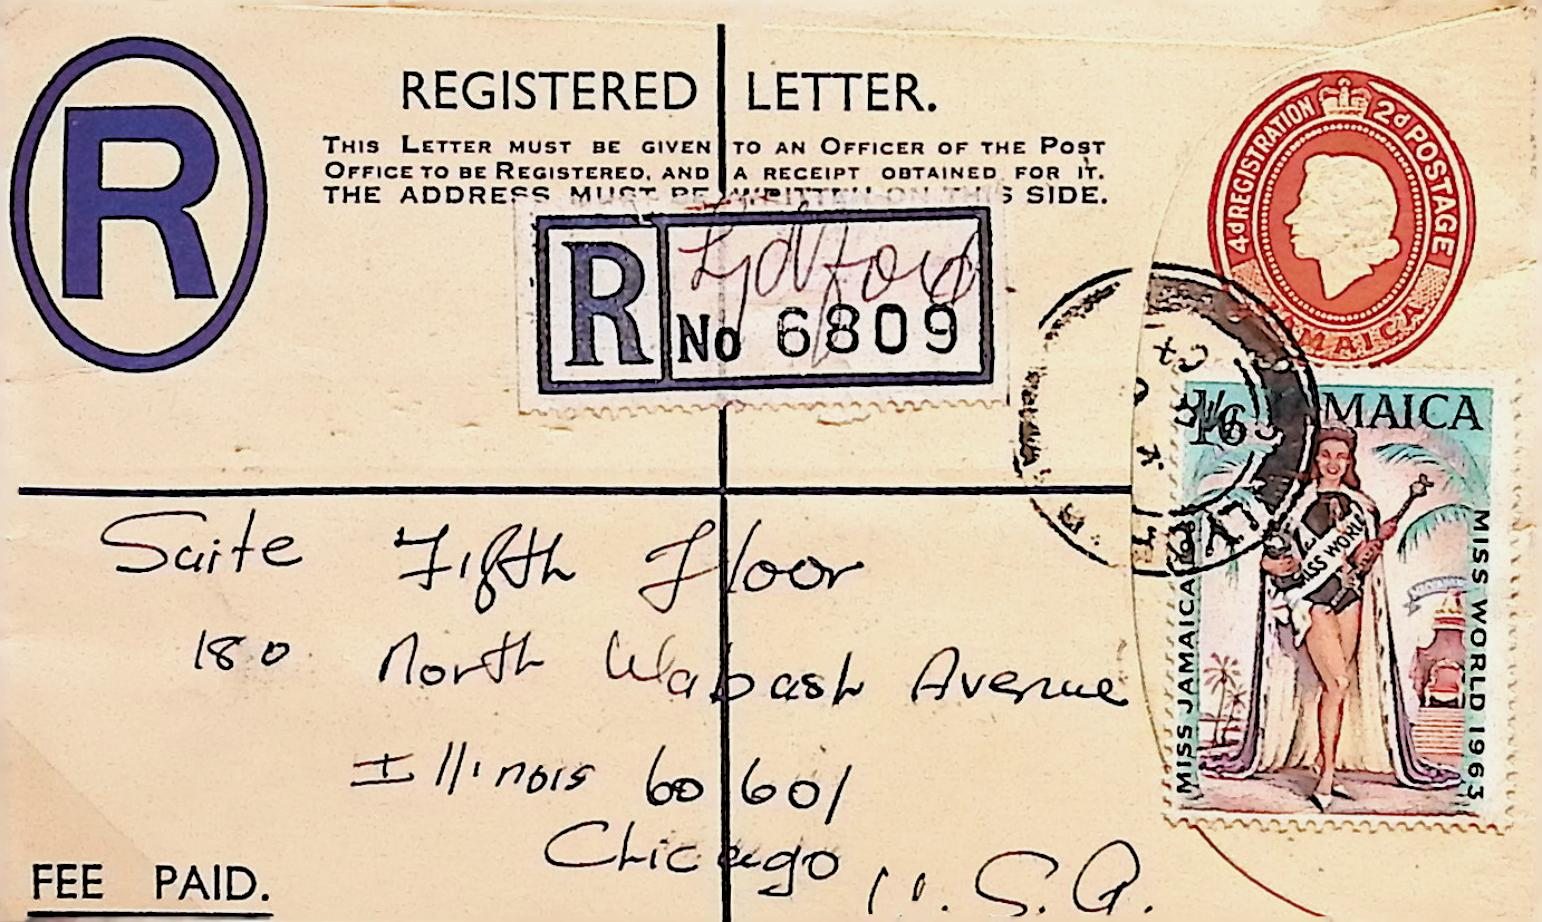 R
REGISTERED LETTER.
THIS LETTER MUST BE GIVEN TO AN OFFICER OF THE POST
OFFICE TO BE REGISTERED, AND A RECEIPT OBTAINED FOR IT.
THE ADDRESS MUST BE WRITTEN ON THIS SIDE.
4d REGISTRATION 2d POSTAGE
JAMAICA
R
Lydford
No 6809
1/6 JAMAICA
MISS WORLD
MISS JAMAICA
MISS WORLD 1963
Suite Fifth Floor
180 North Wabash Avenue
Illinois 60601
Chicago U.S.A.
FEE PAID.